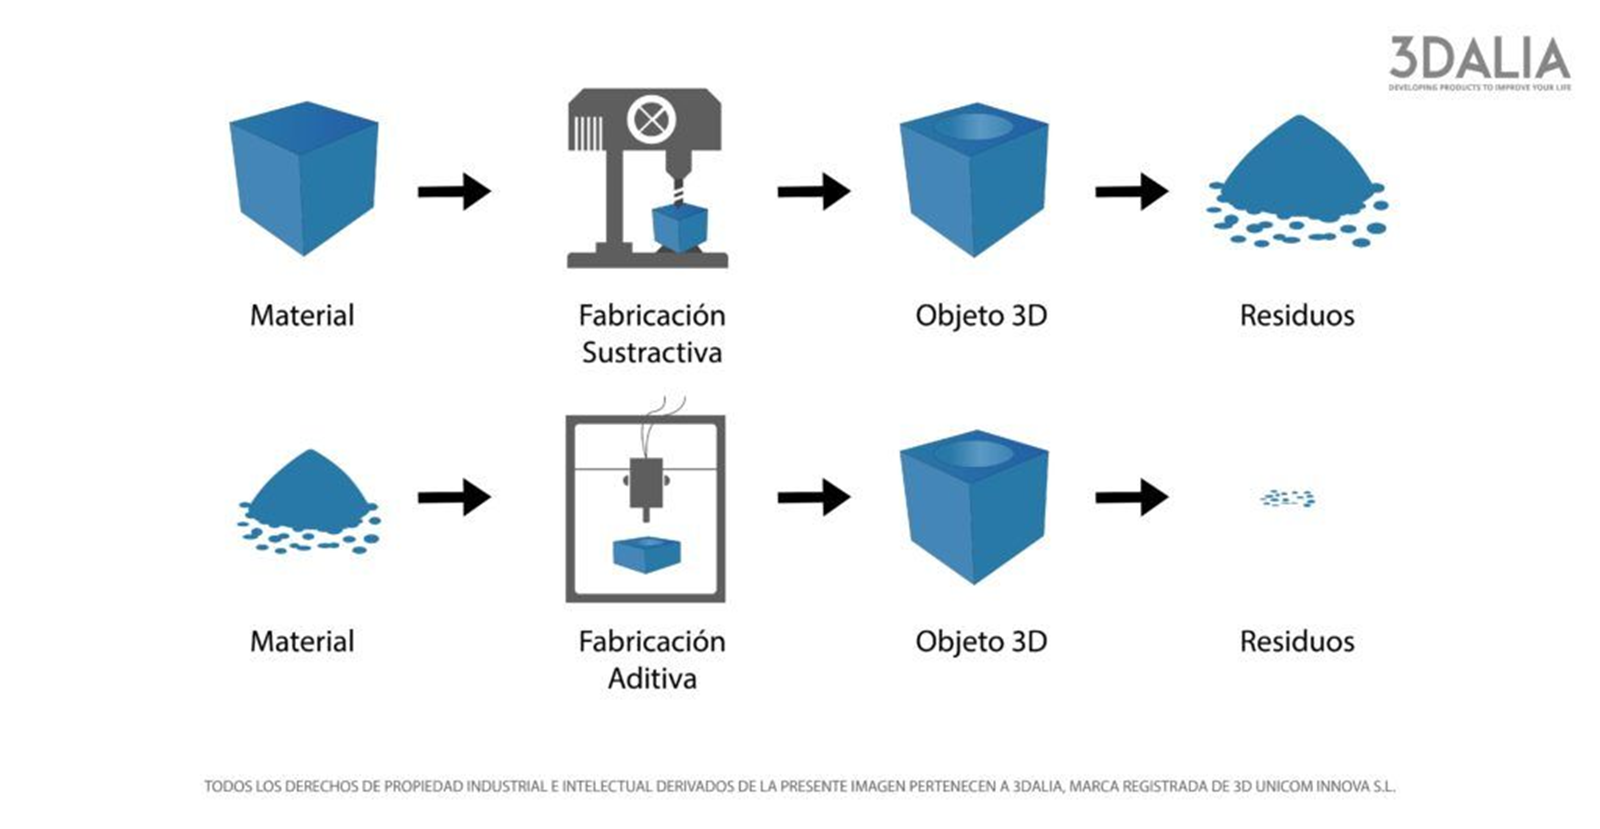 3DALIA
DEVELOPING PRODUCTS TO IMPROVE YOUR LIFE
Material
Fabricación
Sustractiva
Objeto 3D
Residuos
Material
Fabricación
Aditiva
Objeto 3D
Residuos
TODOS LOS DERECHOS DE PROPIEDAD INDUSTRIAL E INTELECTUAL DERIVADOS DE LA PRESENTE IMAGEN PERTENECEN A 3DALIA, MARCA REGISTRADA DE 3D UNICOM INNOVA S.L.